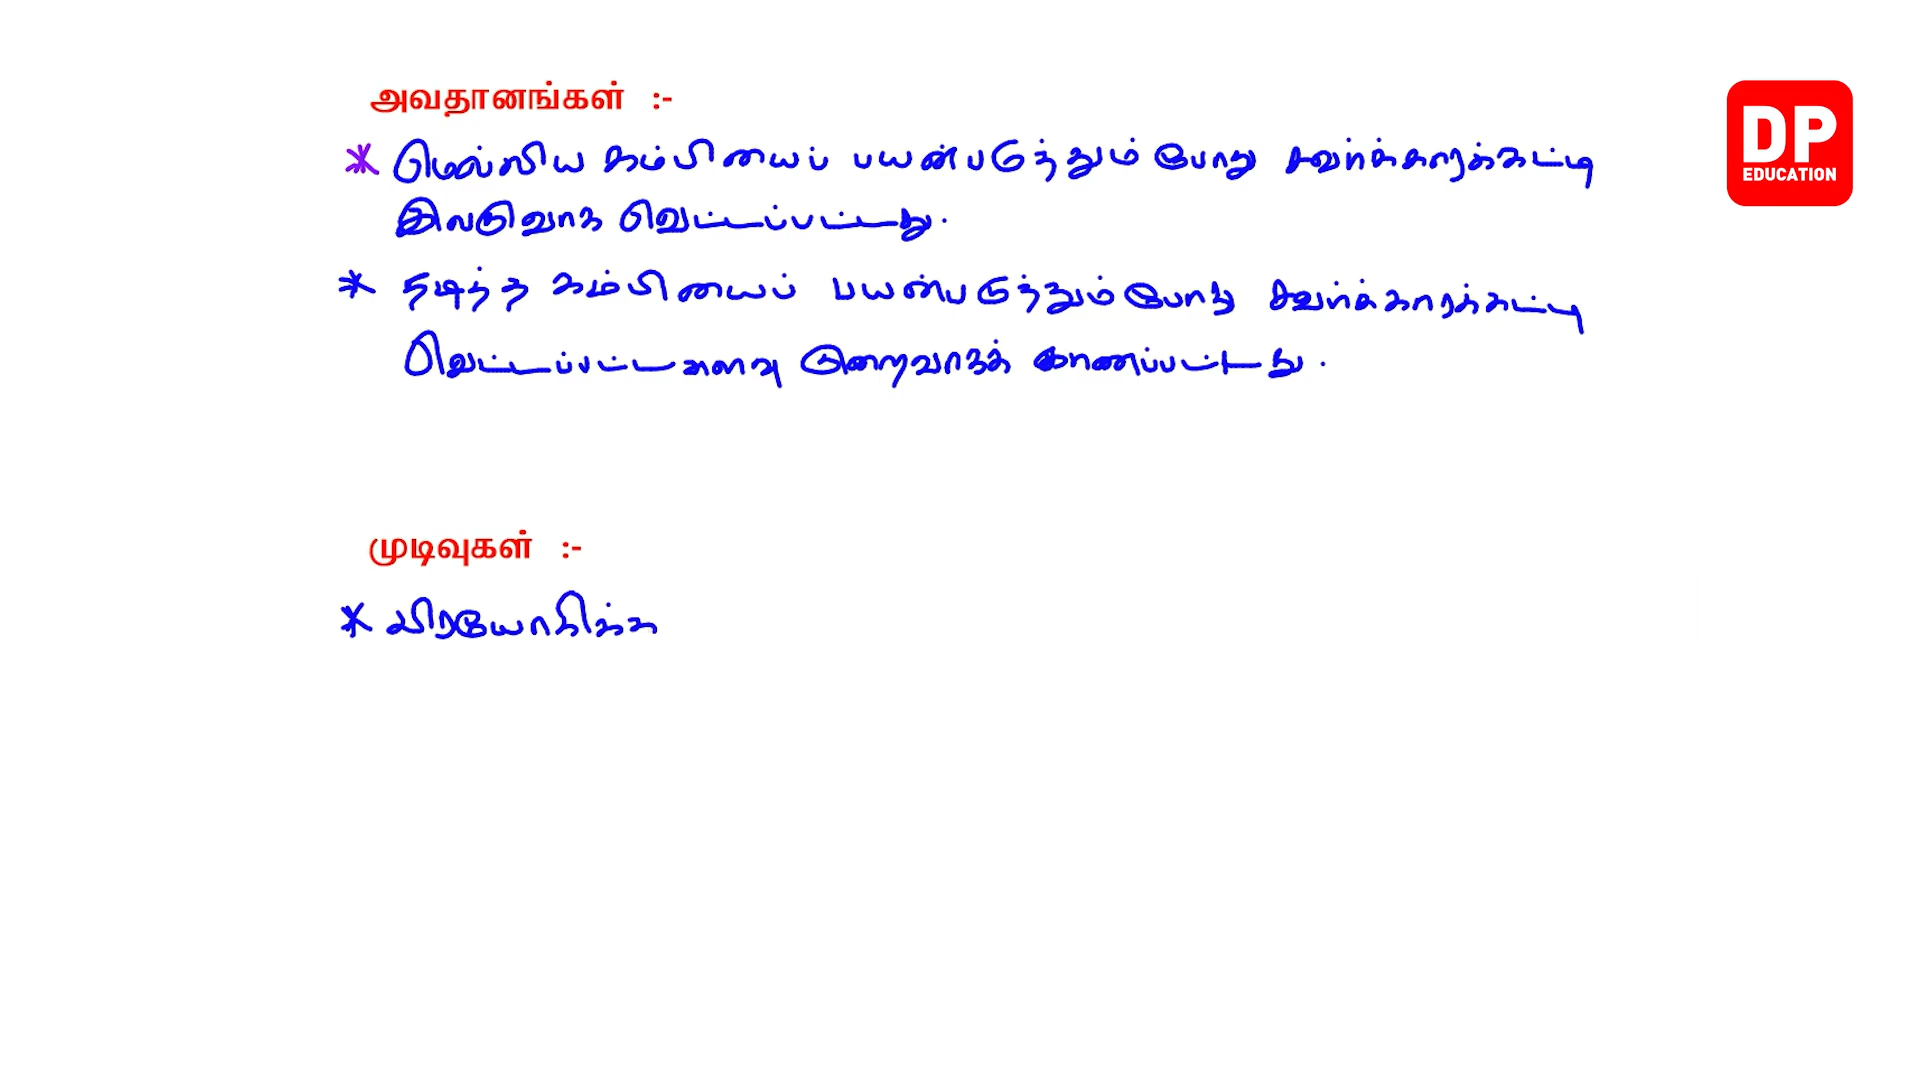 அவதானங்கள் :-
* மெல்லிய கம்பியைப் பயன்படுத்தும் போது சவர்க்காரக்கட்டி
இலகுவாக வெட்டப்பட்டது.
* தடித்த கம்பியைப் பயன்படுத்தும் போது சவர்க்காரக்கட்டி
வெட்டப்பட்டளவு குறைவாகக் காணப்பட்டது.
முடிவுகள் :-
* பிரயோகிக்க
DP
EDUCATION